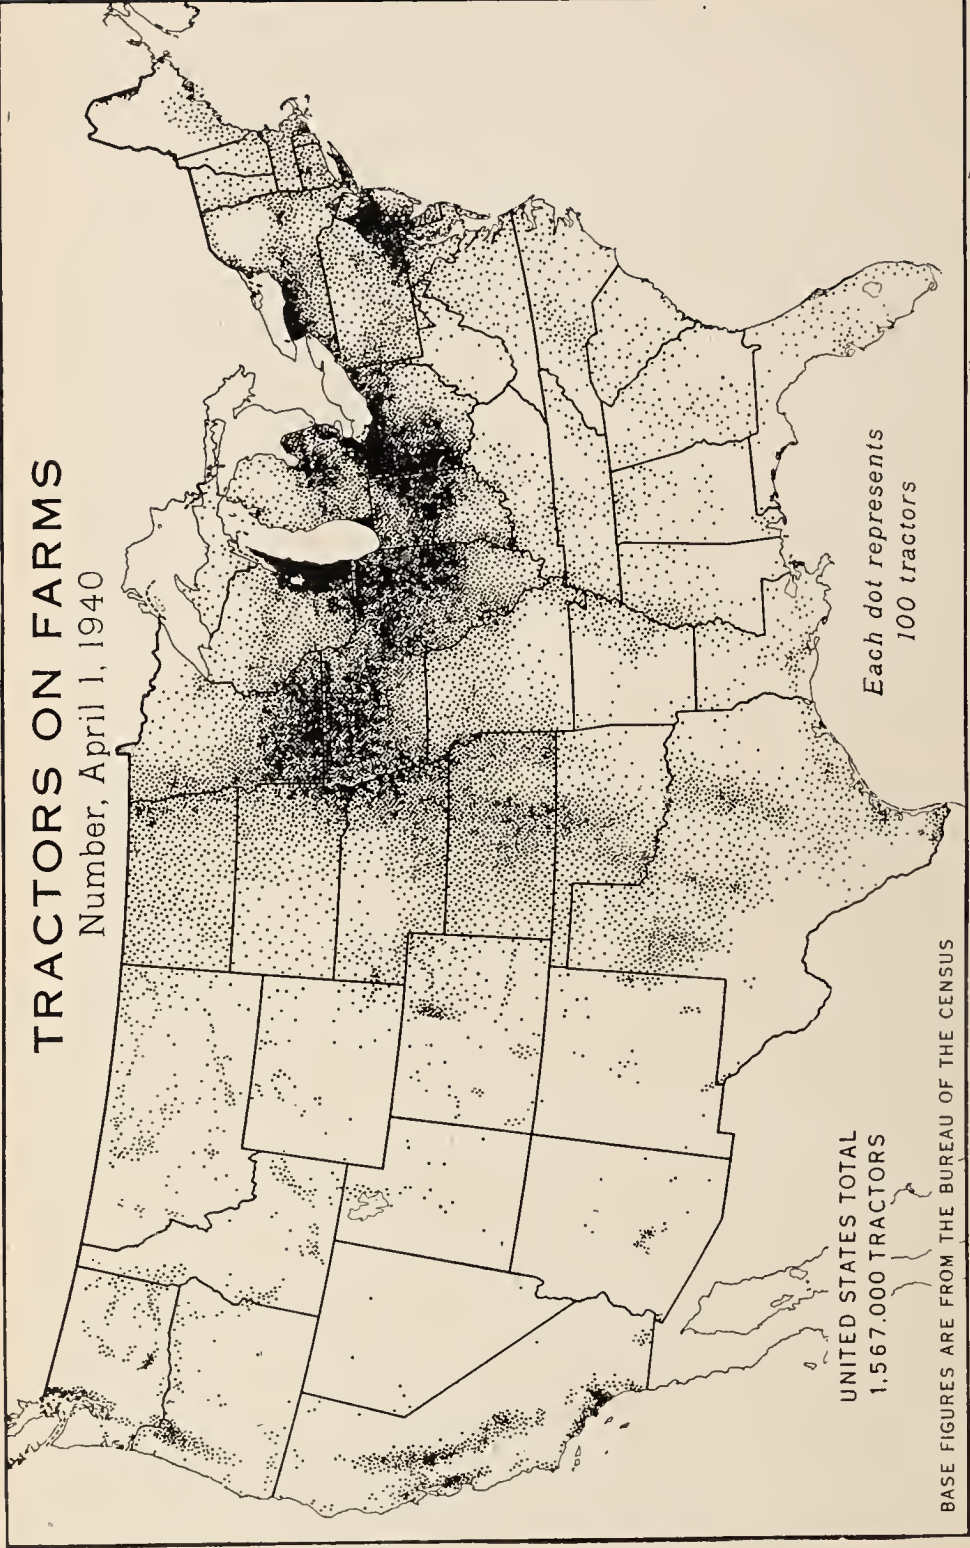 TRACTORS ON FARMS
Number, April 1, 1940
Each dot represents
100 tractors
UNITED STATES TOTAL
1,567,000 TRACTORS
BASE FIGURES ARE FROM THE BUREAU OF THE CENSUS